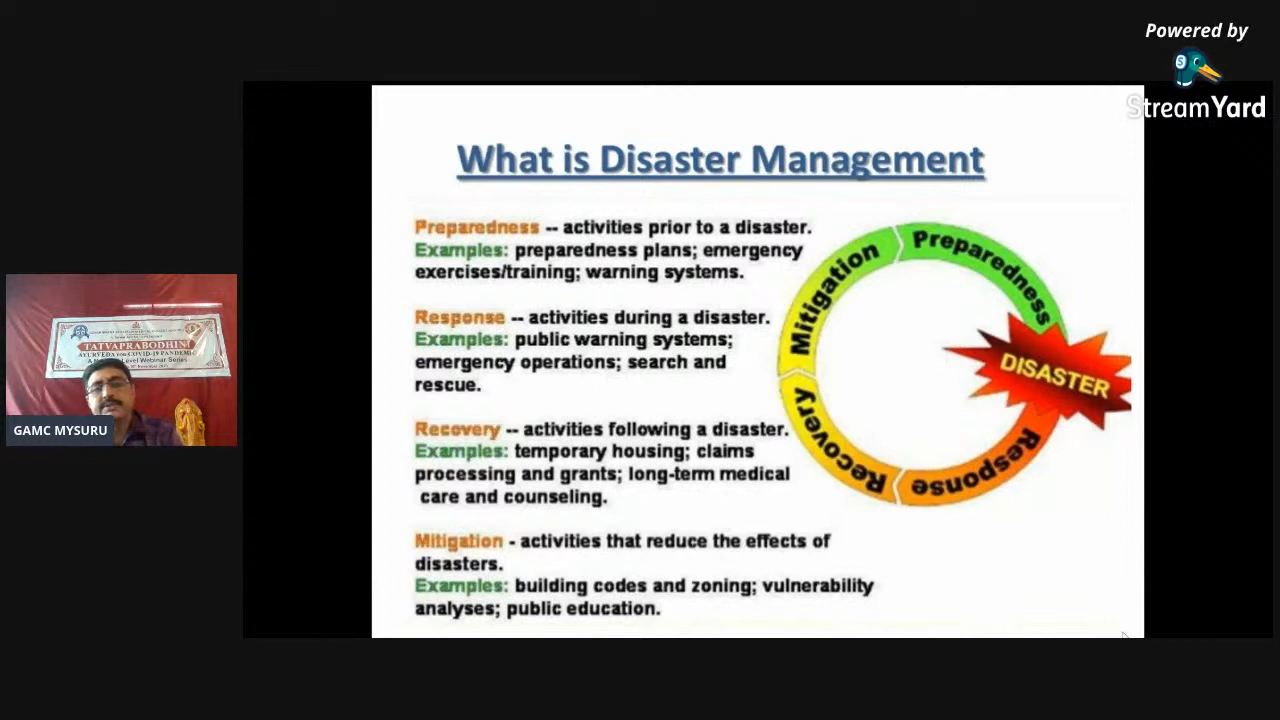 Powered by
StreamYard
What is Disaster Management
Preparedness -- activities prior to a disaster.
Examples: preparedness plans; emergency
exercises/training; warning systems.
Response -- activities during a disaster.
Examples: public warning systems;
emergency operations; search and
rescue.
Recovery -- activities following a disaster.
Examples: temporary housing; claims
processing and grants; long-term medical
care and counseling.
Mitigation - activities that reduce the effects of
disasters.
Examples: building codes and zoning; vulnerability
analyses; public education.
Mitigation
Preparedness
DISASTER
Response
Recovery
TATVAPRABODHINI
AYURVEDA FOR COVID-19 PANDEMIC
Level Webinar Series
GAMC MYSURU